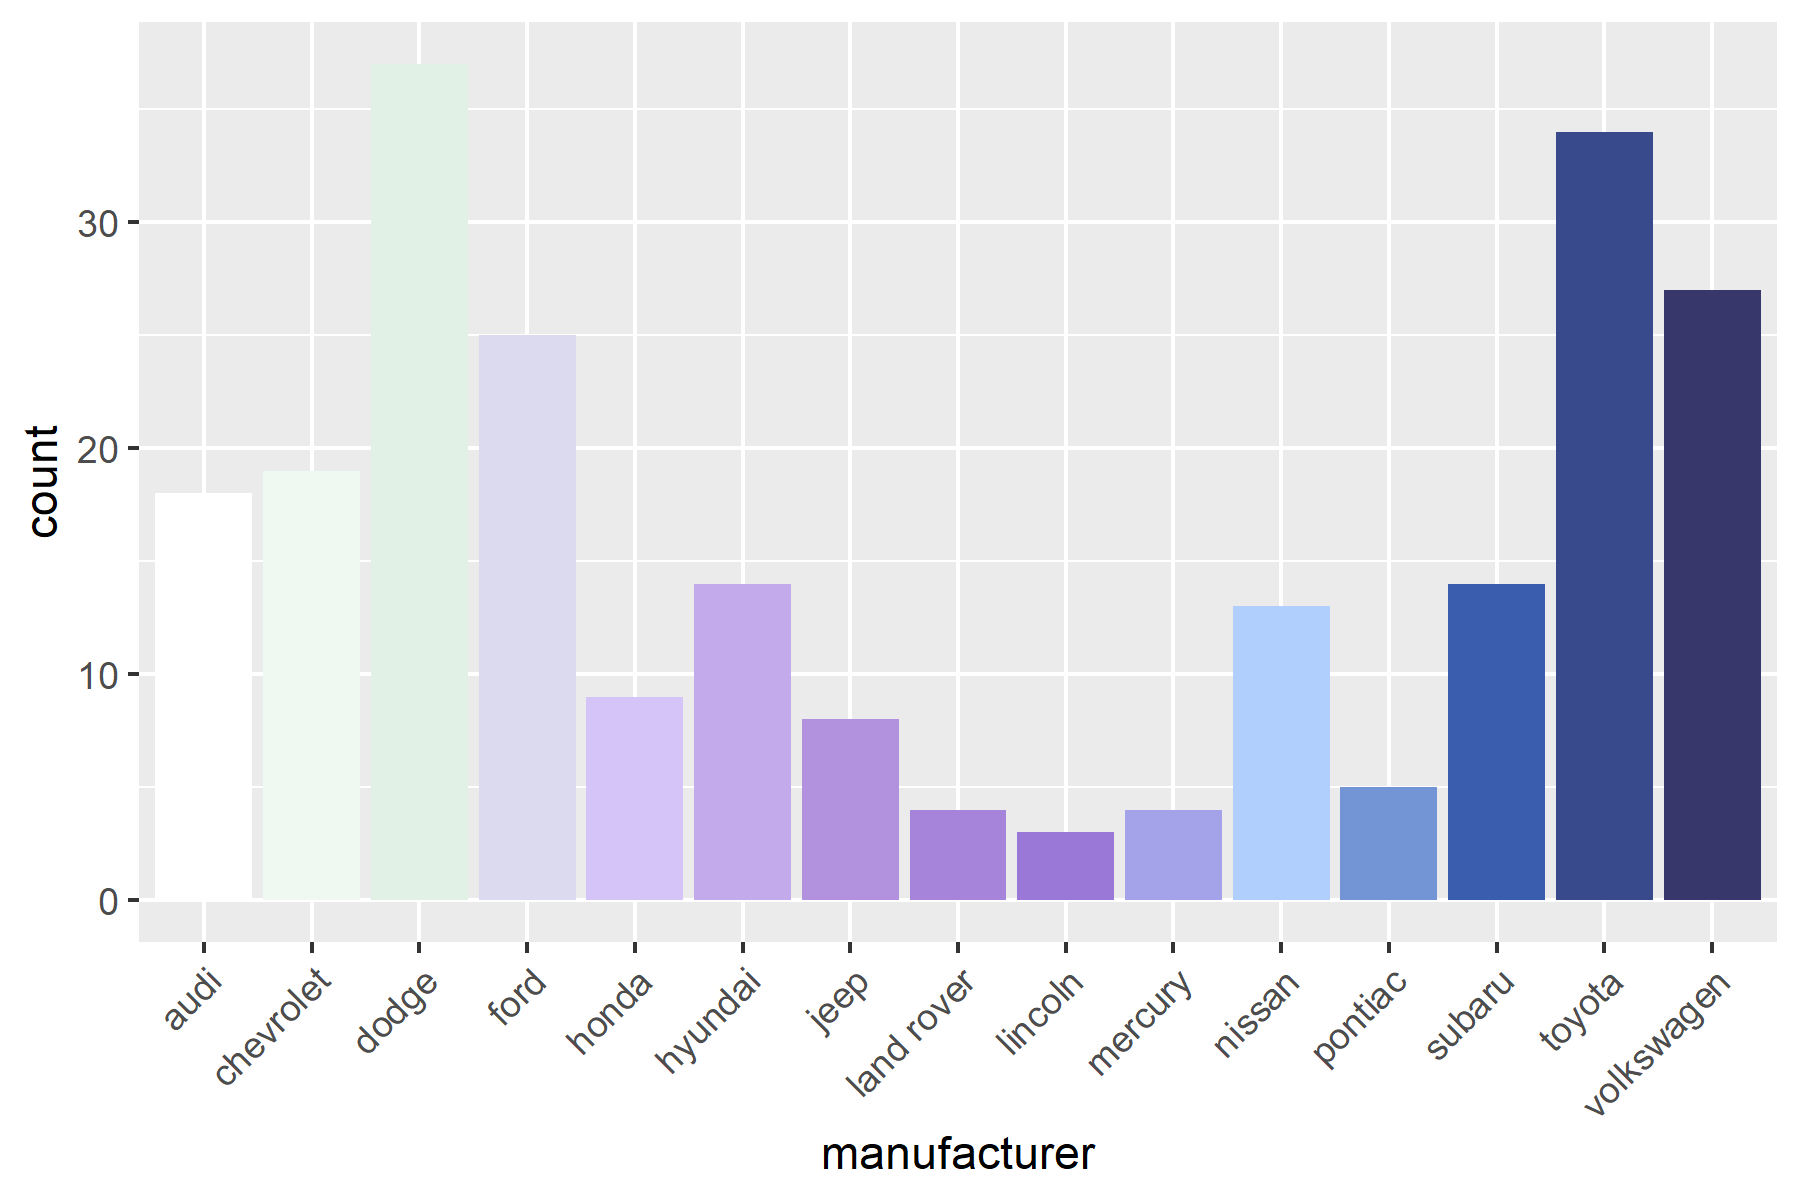 count
30
20
10
0
audi
chevrolet
dodge
ford
honda
hyundai
jeep
land rover
lincoln
mercury
nissan
pontiac
subaru
toyota
volkswagen
manufacturer